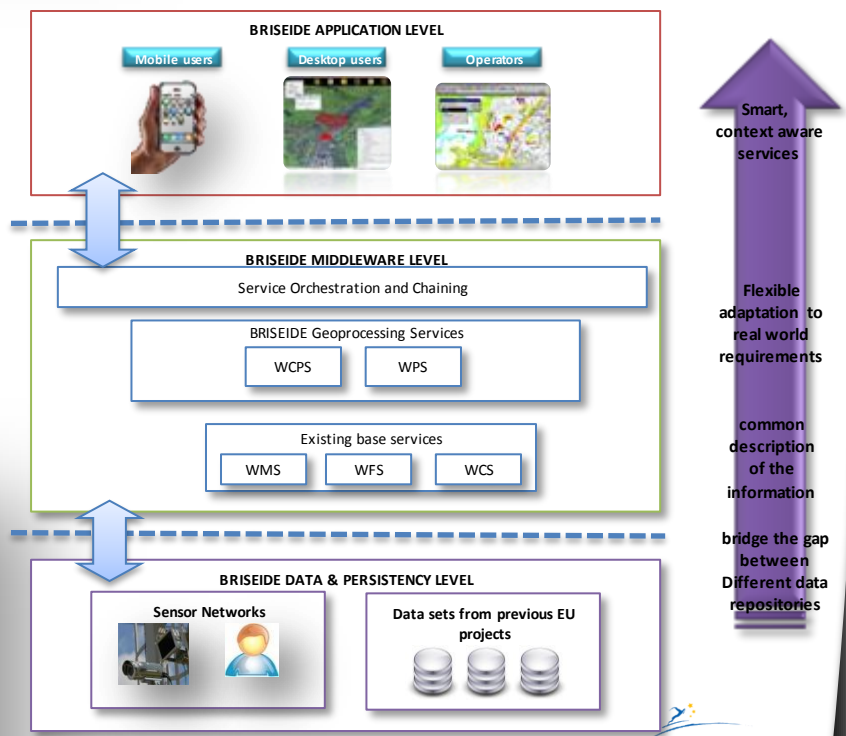 BRISEIDE APPLICATION LEVEL
Mobile users
Desktop users
Operators
Smart,
context aware
services
BRISEIDE MIDDLEWARE LEVEL
Service Orchestration and Chaining
BRISEIDE Geoprocessing Services
WCPS
WPS
Flexible
adaptation to
real world
requirements
Existing base services
WMS
WFS
WCS
common
description
of the
information
bridge the gap
between
Different data
repositories
BRISEIDE DATA & PERSISTENCY LEVEL
Sensor Networks
Data sets from previous EU
projects